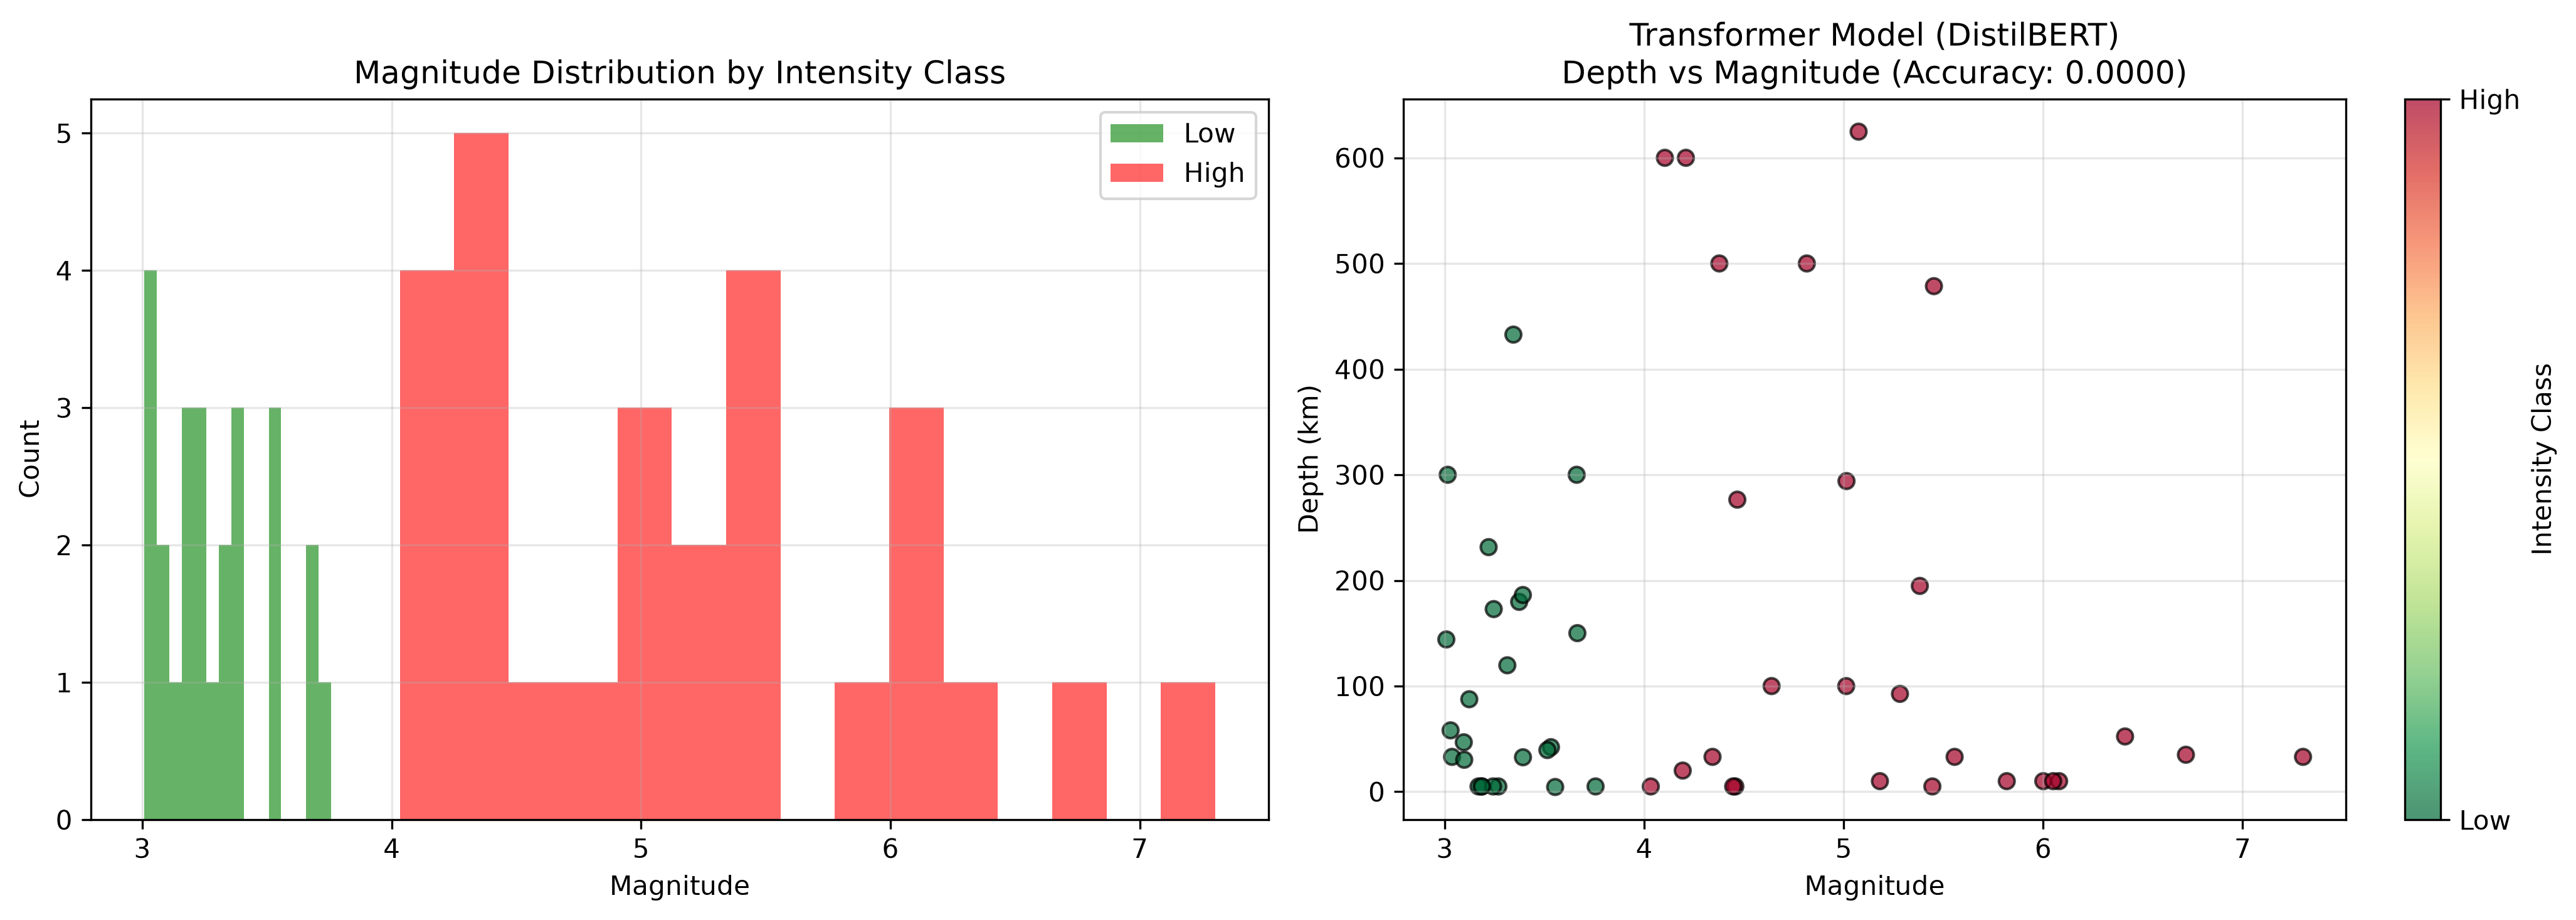 Magnitude Distribution by Intensity Class
Low
High
5
4
3
2
1
0
Count
3
4
5
6
7
Magnitude
Transformer Model (DistilBERT)
Depth vs Magnitude (Accuracy: 0.0000)
600
500
400
300
200
100
0
Depth (km)
3
4
5
6
7
Magnitude
High
Low
Intensity Class